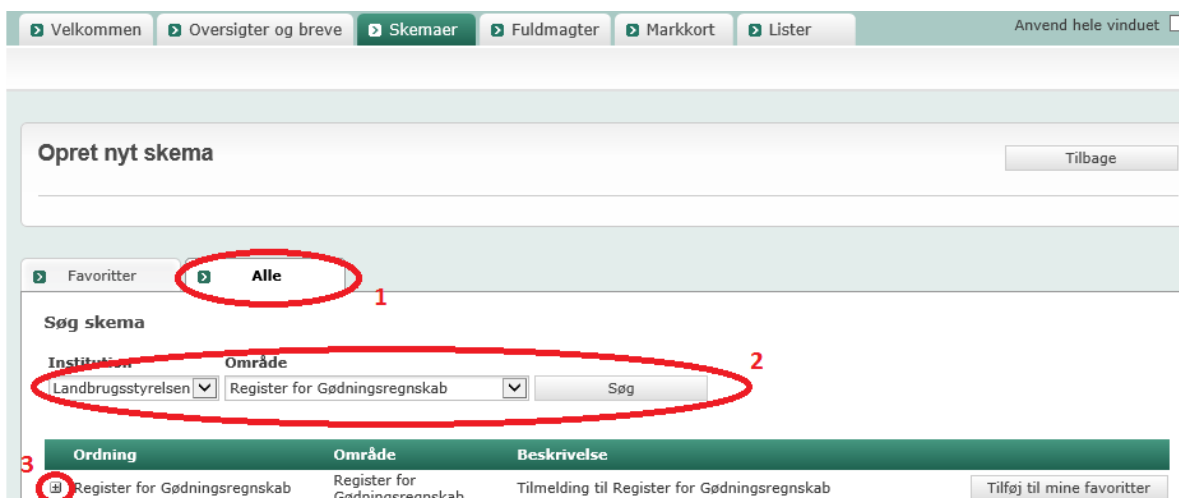 Velkommen Oversigter og breve Skemaer Fuldmagter Markkort Lister Anvend hele vinduet
Opret nyt skema
Tilbage
Favoritter Alle
1
Søg skema
Institution Område
2
Landbrugsstyrelsen Register for Gødningsregnskab Søg
Ordning Område Beskrivelse
3
Register for Gødningsregnskab Register for Gødningsregnskab Tilmelding til Register for Gødningsregnskab Tilføj til mine favoritter